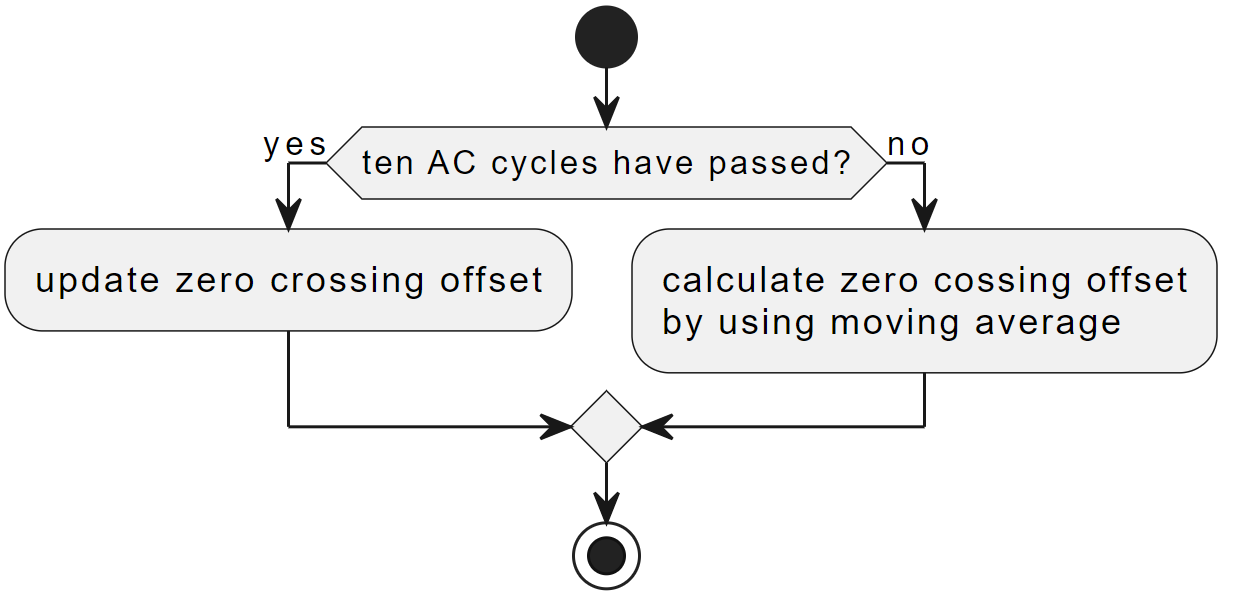 yes
ten AC cycles have passed?
no
update zero crossing offset
calculate zero cossing offset
by using moving average